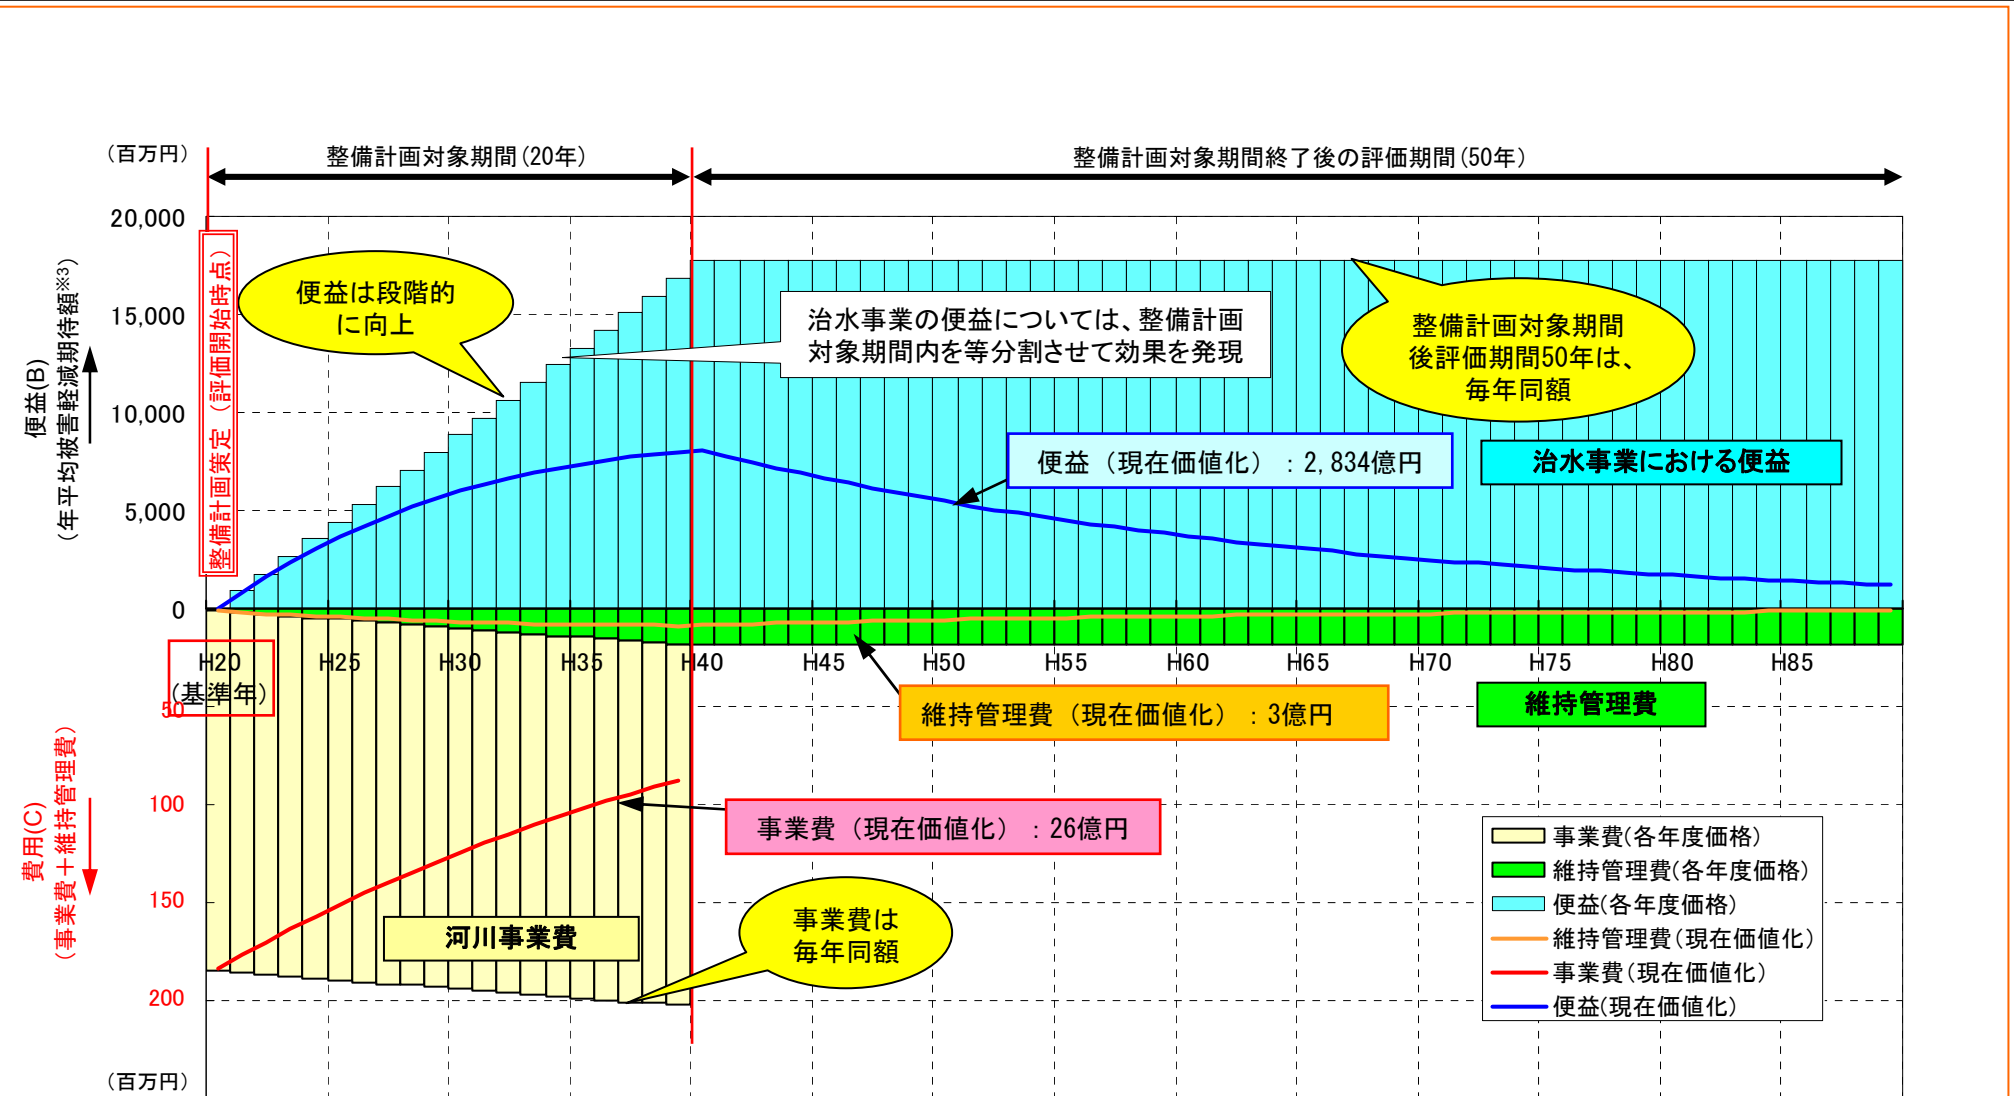 （百万円）
整備計画対象期間（20年）
整備計画対象期間終了後の評価期間（50年）
20,000
15,000
10,000
5,000
0
便益(B)
（年平均被害軽減期待額※3）
整備計画策定（評価開始時点）
便益は段階的
に向上
治水事業の便益については、整備計画
対象期間内を等分割させて効果を発現
整備計画対象期間
後評価期間50年は、
毎年同額
便益（現在価値化）：2,834億円
治水事業における便益
H20
H25
H30
H35
H40
H45
H50
H55
H60
H65
H70
H75
H80
H85
（基準年）
50
100
150
200
費用(C)
（事業費＋維持管理費）
維持管理費（現在価値化）：3億円
維持管理費
事業費（現在価値化）：26億円
河川事業費
事業費は
毎年同額
事業費(各年度価格)
維持管理費(各年度価格)
便益(各年度価格)
維持管理費(現在価値化)
事業費(現在価値化)
便益(現在価値化)
（百万円）